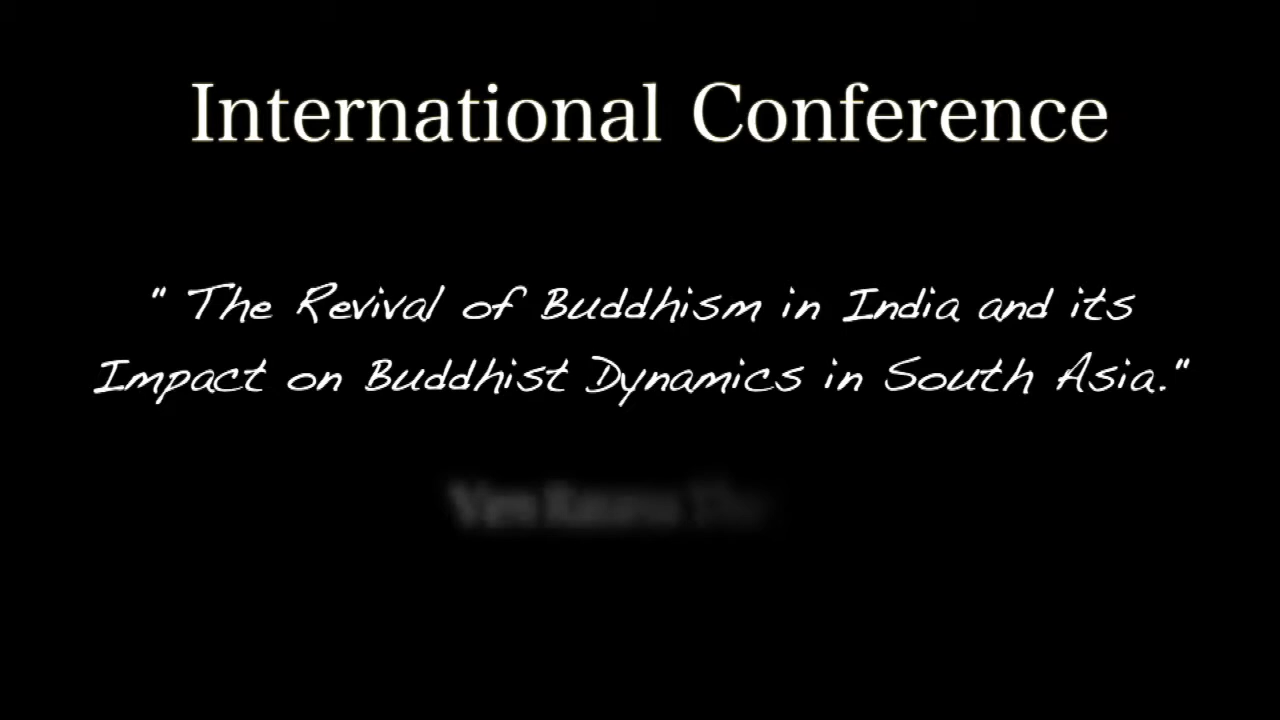 International Conference
" The Revival of Buddhism in India and its
Impact on Buddhist Dynamics in South Asia."